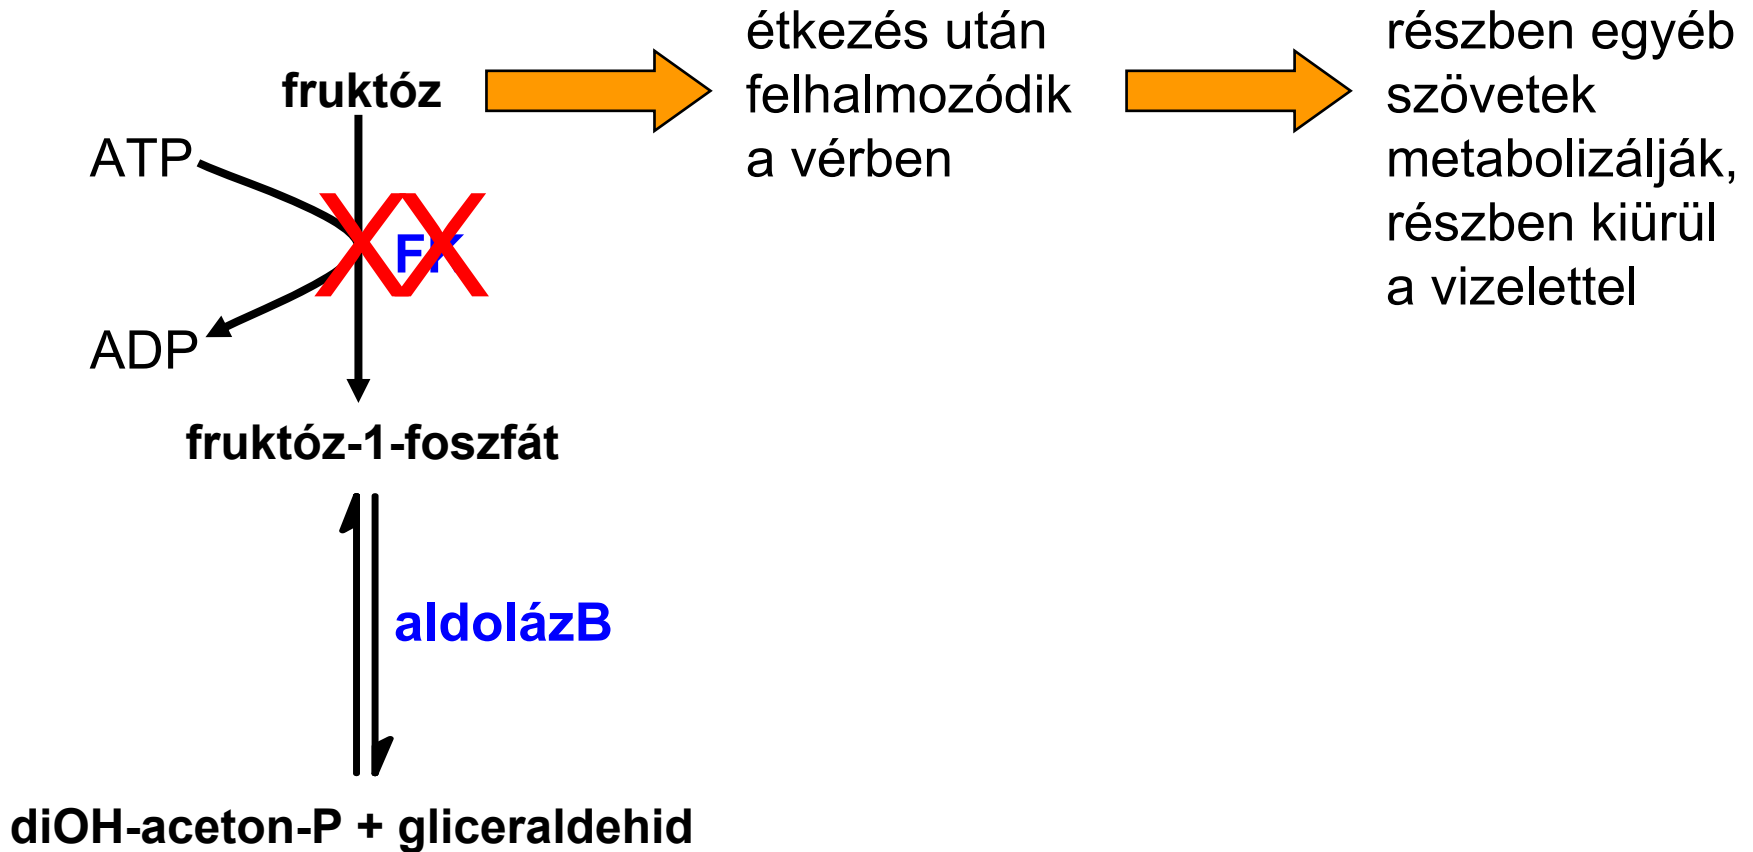 fruktóz
étkezés után
felhalmozódik
a vérben
részben egyéb
szövetek
metabolizálják,
részben kiürül
a vizelettel
ATP
FK
ADP
fruktóz-1-foszfát
aldolázB
diOH-aceton-P + gliceraldehid